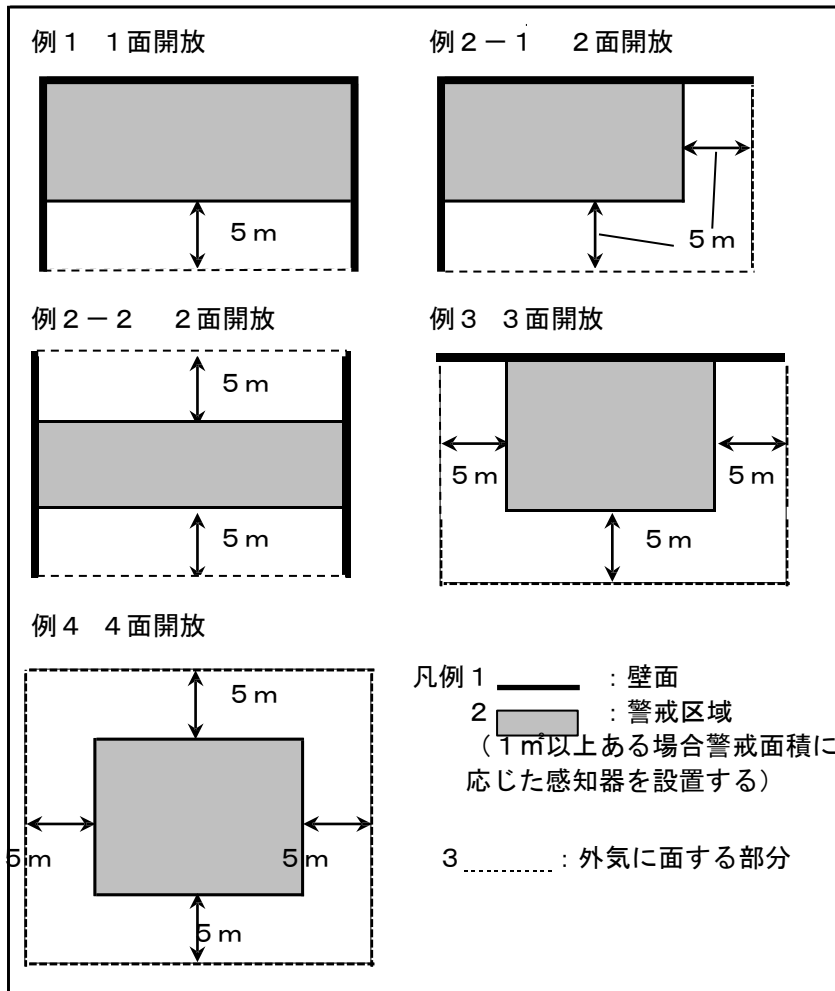 例１　１面開放
例２－１　２面開放
５ｍ
５ｍ
例２－２　２面開放
例３　３面開放
５ｍ
５ｍ
５ｍ
５ｍ
５ｍ
例４　４面開放
５ｍ
５ｍ
５ｍ
５ｍ
凡例１　：壁面
２　：警戒区域
（１㎡以上ある場合警戒面積に
応じた感知器を設置する）
３　：外気に面する部分